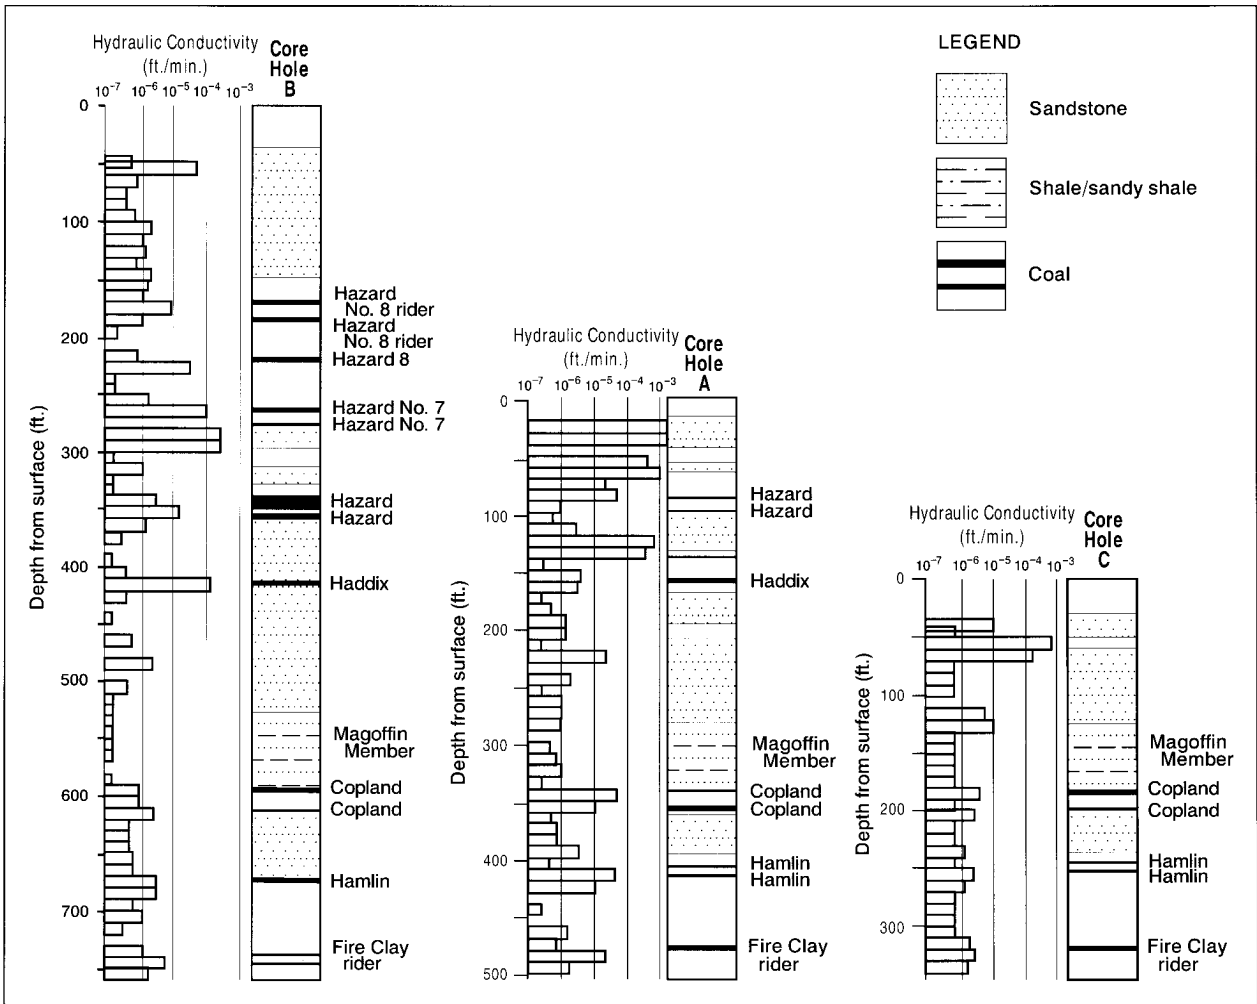 Hydraulic Conductivity
(ft./min.)
10⁻⁷ 10⁻⁶ 10⁻⁵ 10⁻⁴ 10⁻³
Core
Hole
B
Depth from surface (ft.)
0
100
200
300
400
500
600
700
Hazard
No. 8 rider
Hazard
No. 8 rider
Hazard 8
Hazard No. 7
Hazard No. 7
Hazard
Hazard
Haddix
Magoffin
Member
Copland
Copland
Hamlin
Fire Clay
rider
Hydraulic Conductivity
(ft./min.)
10⁻⁷ 10⁻⁶ 10⁻⁵ 10⁻⁴ 10⁻³
Core
Hole
A
Depth from surface (ft.)
0
100
200
300
400
500
Hazard
Hazard
Haddix
Magoffin
Member
Copland
Copland
Hamlin
Hamlin
Fire Clay
rider
Hydraulic Conductivity
(ft./min.)
10⁻⁷ 10⁻⁶ 10⁻⁵ 10⁻⁴ 10⁻³
Core
Hole
C
Depth from surface (ft.)
0
100
200
300
Magoffin
Member
Copland
Copland
Hamlin
Hamlin
Fire Clay
rider
LEGEND
Sandstone
Shale/sandy shale
Coal